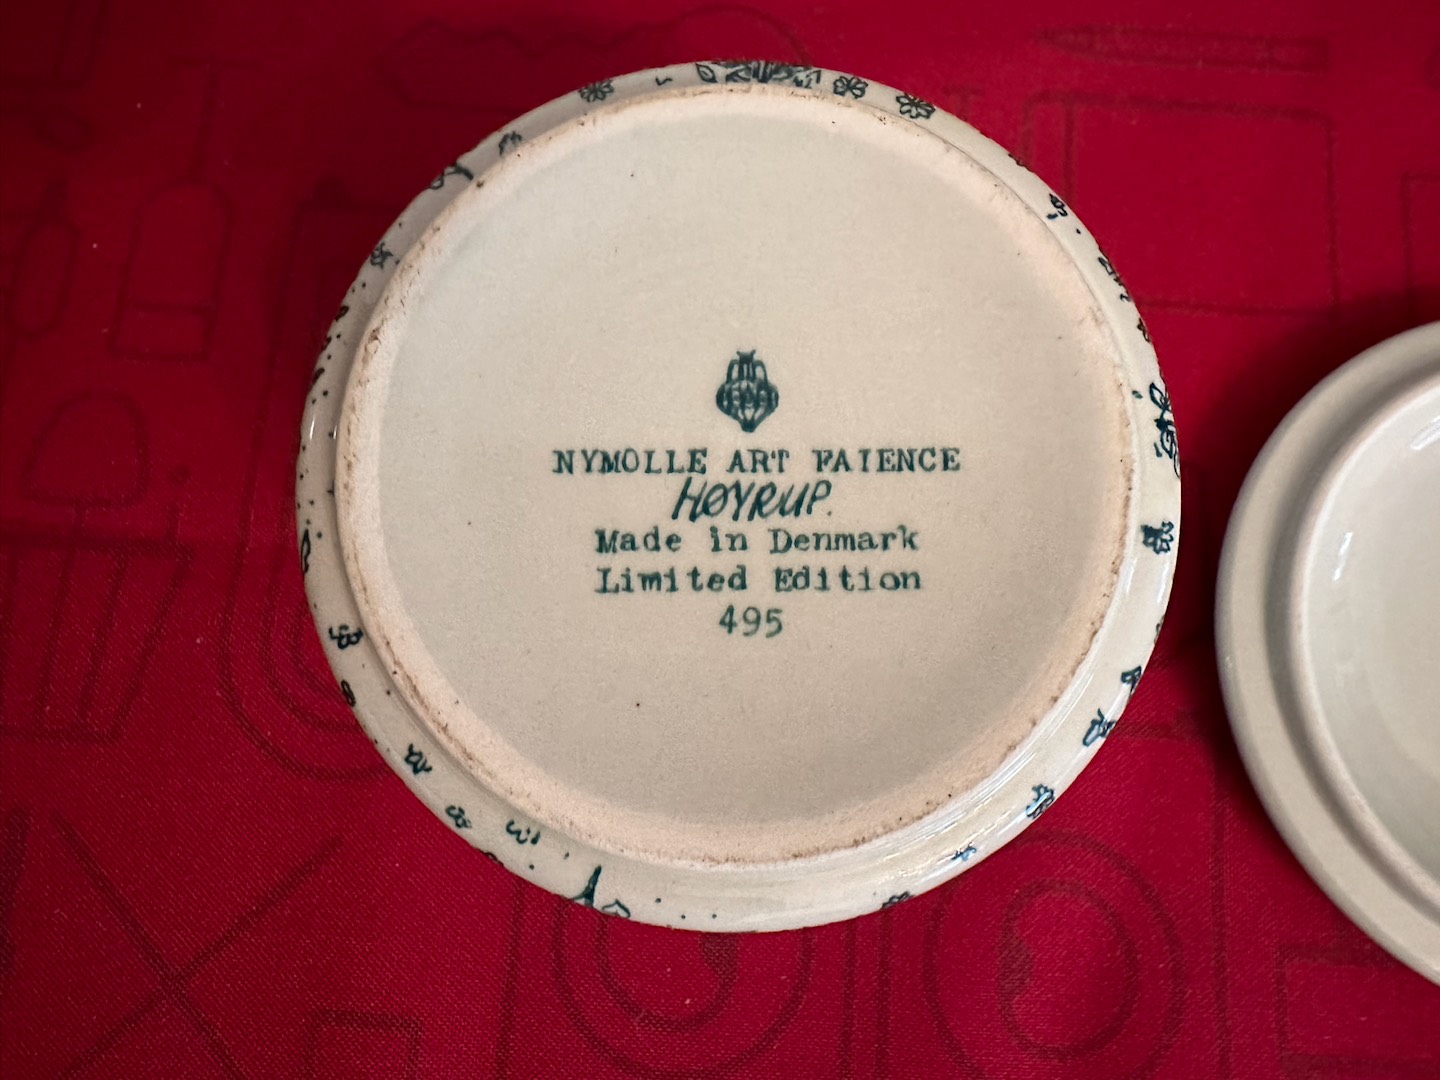 NYMOLLE ART FAIENCE
HØYRUP.
Made in Denmark
Limited Edition
495